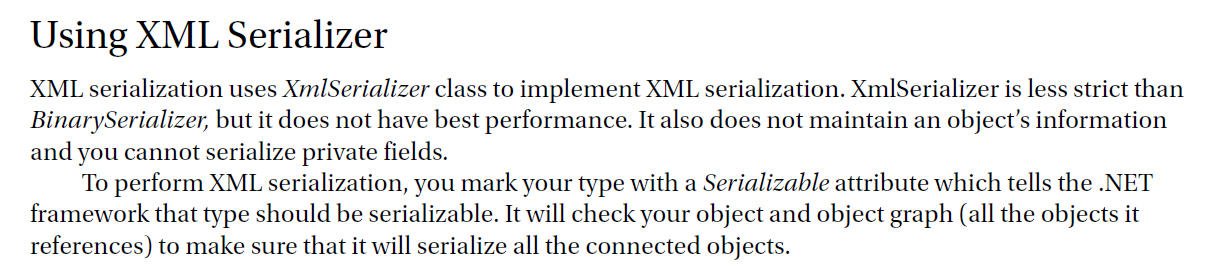 Using XML Serializer
XML serialization uses XmlSerializer class to implement XML serialization. XmlSerializer is less strict than
BinarySerializer, but it does not have best performance. It also does not maintain an object’s information
and you cannot serialize private fields.
To perform XML serialization, you mark your type with a Serializable attribute which tells the .NET
framework that type should be serializable. It will check your object and object graph (all the objects it
references) to make sure that it will serialize all the connected objects.